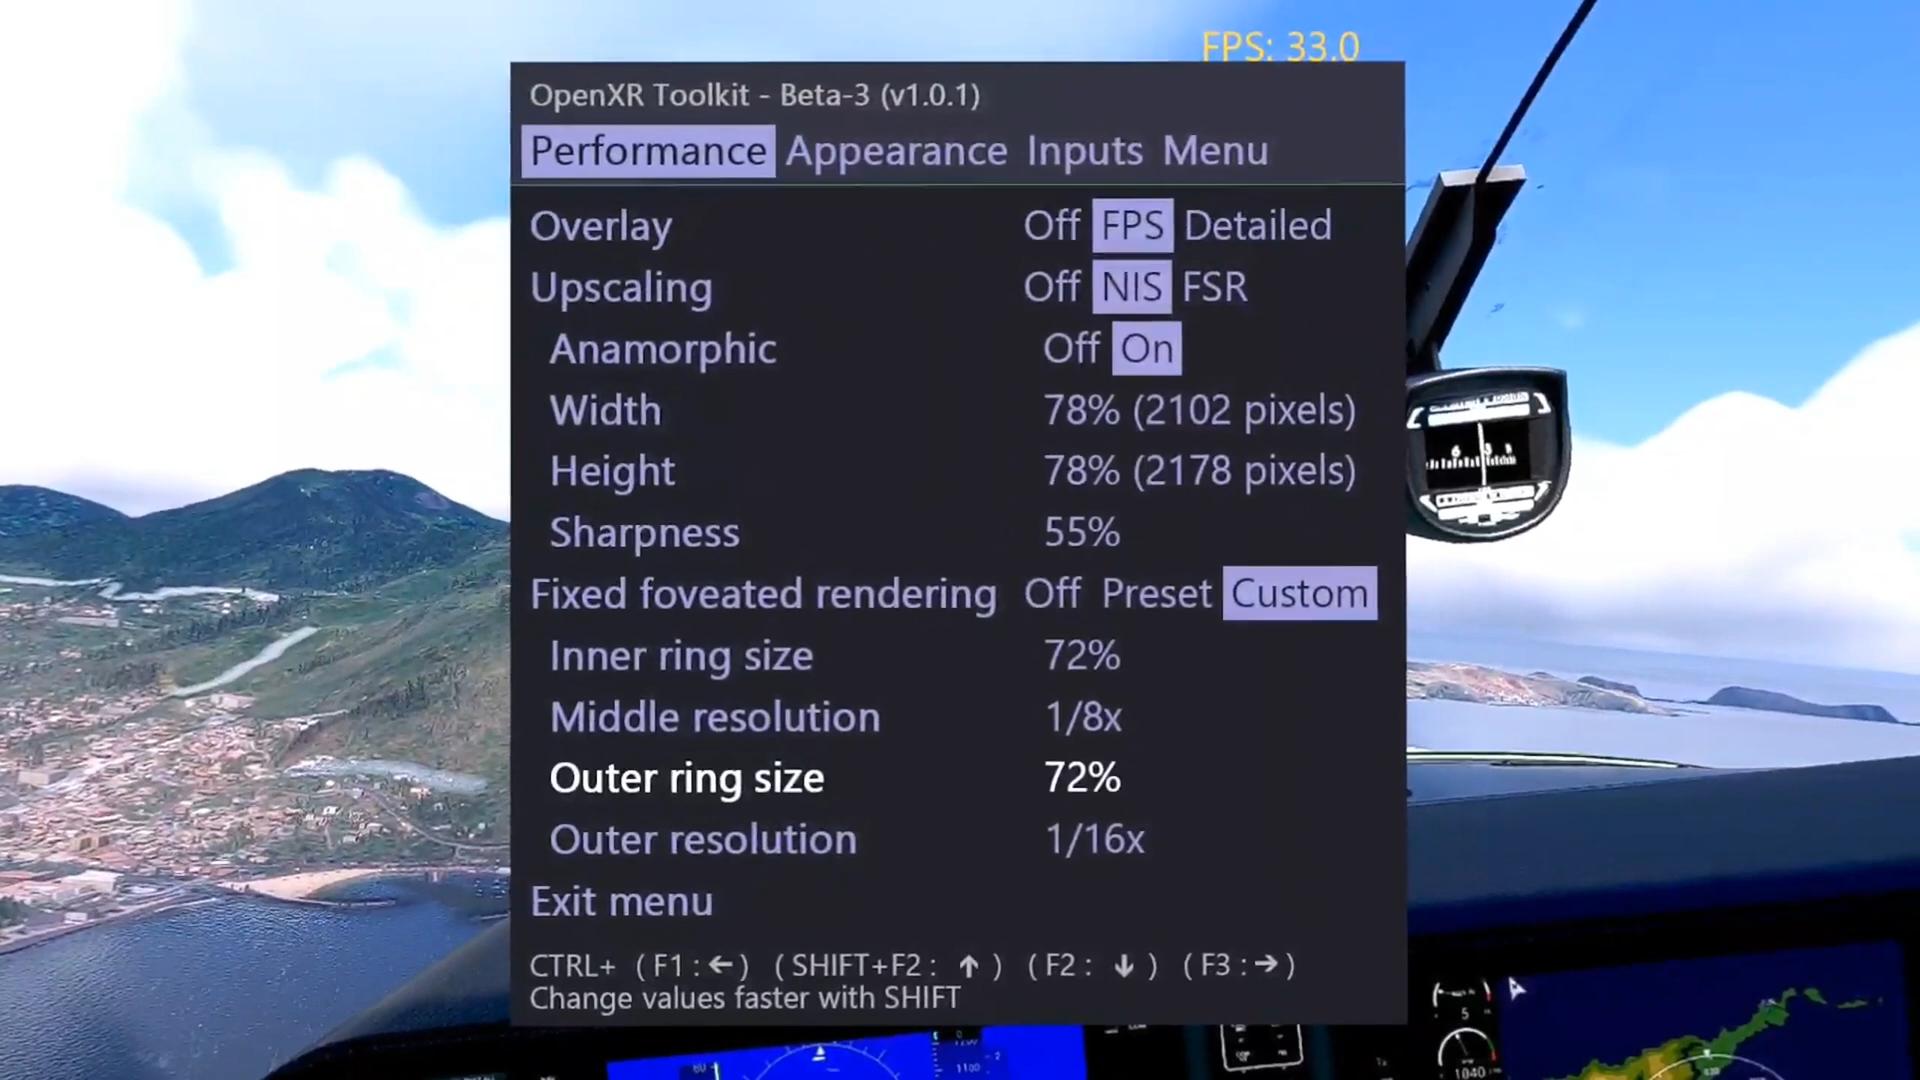 FPS: 33.0
OpenXR Toolkit - Beta-3 (v1.0.1)
Performance Appearance Inputs Menu
Overlay Off FPS Detailed
Upscaling Off NIS FSR
Anamorphic Off On
Width 78% (2102 pixels)
Height 78% (2178 pixels)
Sharpness 55%
Fixed foveated rendering Off Preset Custom
Inner ring size 72%
Middle resolution 1/8x
Outer ring size 72%
Outer resolution 1/16x
Exit menu
CTRL+ (F1:←) (SHIFT+F2: ↑) (F2: ↓) (F3:→)
Change values faster with SHIFT
5
1100
1040